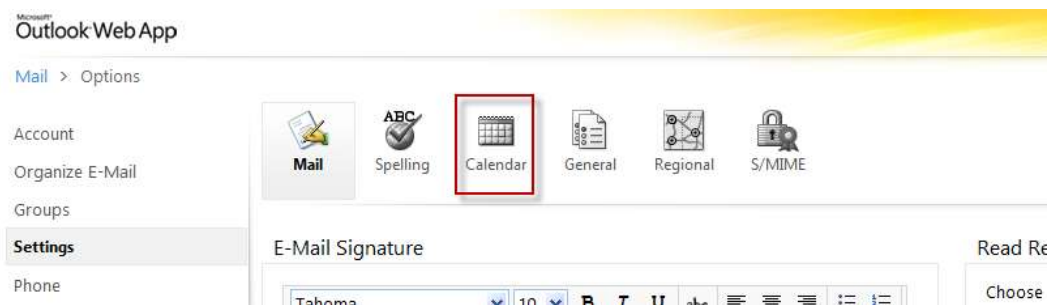 Microsoft®
Outlook Web App
Mail > Options
Account
Organize E-Mail
Groups
Settings
Phone
ABC
Mail
Spelling
Calendar
General
Regional
S/MIME
E-Mail Signature
Tahoma 10 B I U abc
Read Re
Choose